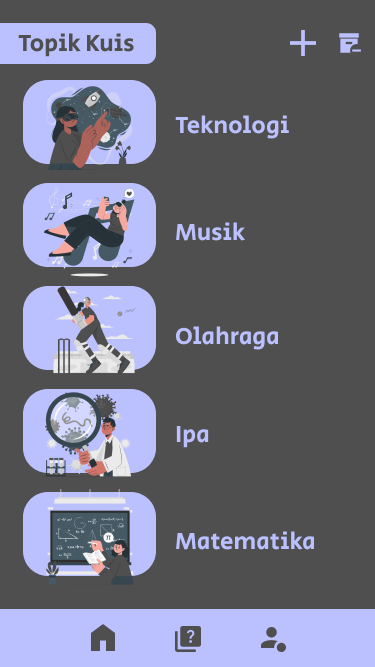 Topik Kuis
Teknologi
Musik
Olahraga
Ipa
Matematika